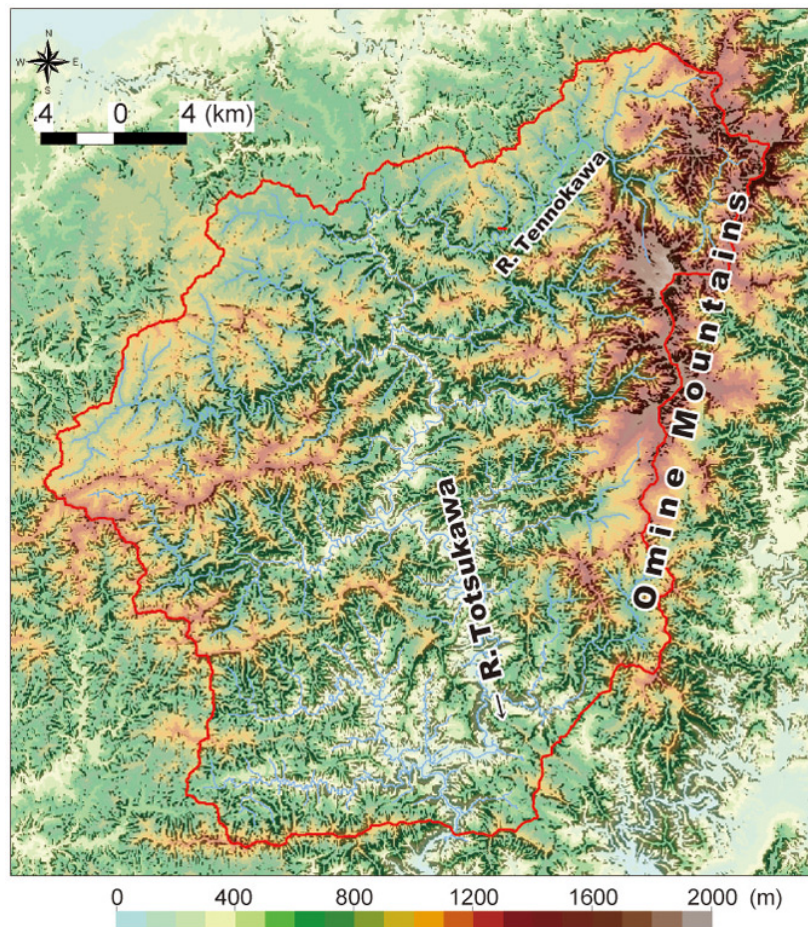 N
W E
S
4 0 4 (km)
R. Tennokawa
Omine Mountains
R. Totsukawa
0 400 800 1200 1600 2000 (m)